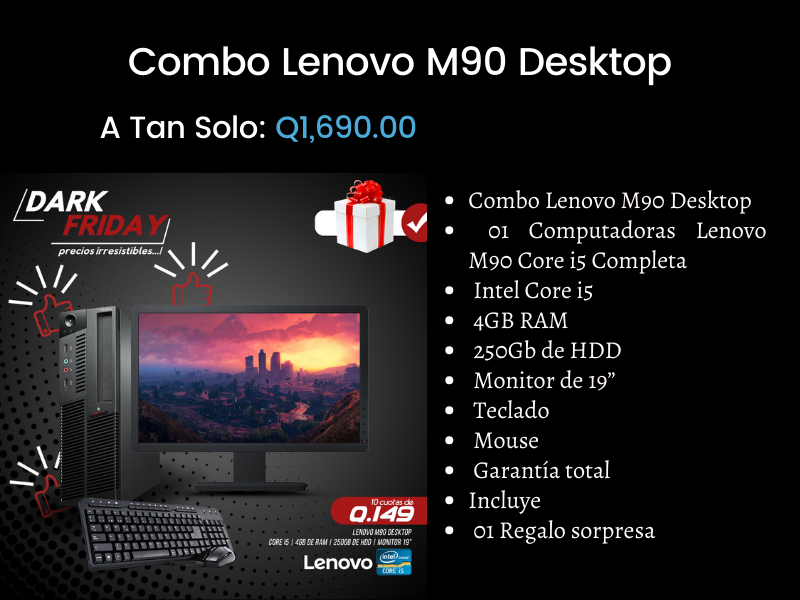 Combo Lenovo M90 Desktop
A Tan Solo: Q1,690.00
DARK
FRIDAY
precios irresistibles...!
10 cuotas de
Q.149
LENOVO M90 DESKTOP
CORE I5 | 4GB DE RAM | 250GB DE HDD | MONITOR 19"
Lenovo
intel
CORE i5
• Combo Lenovo M90 Desktop
• 01 Computadoras Lenovo
M90 Core i5 Completa
• Intel Core i5
• 4GB RAM
• 250Gb de HDD
• Monitor de 19”
• Teclado
• Mouse
• Garantía total
• Incluye
• 01 Regalo sorpresa